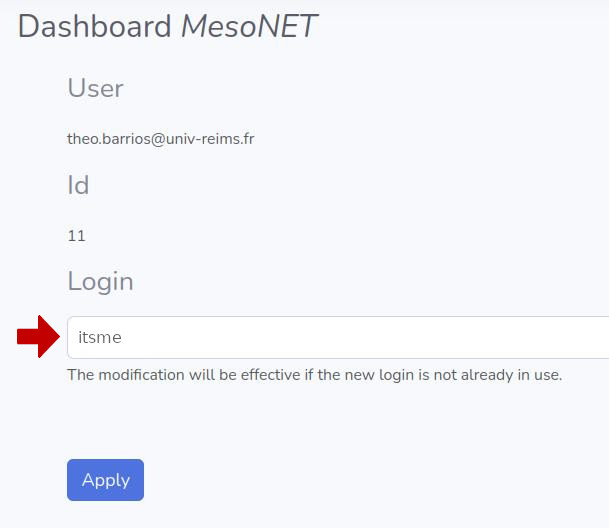 Dashboard MesoNET
User
theo.barrios@univ-reims.fr
Id
11
Login
itsme
The modification will be effective if the new login is not already in use.
Apply